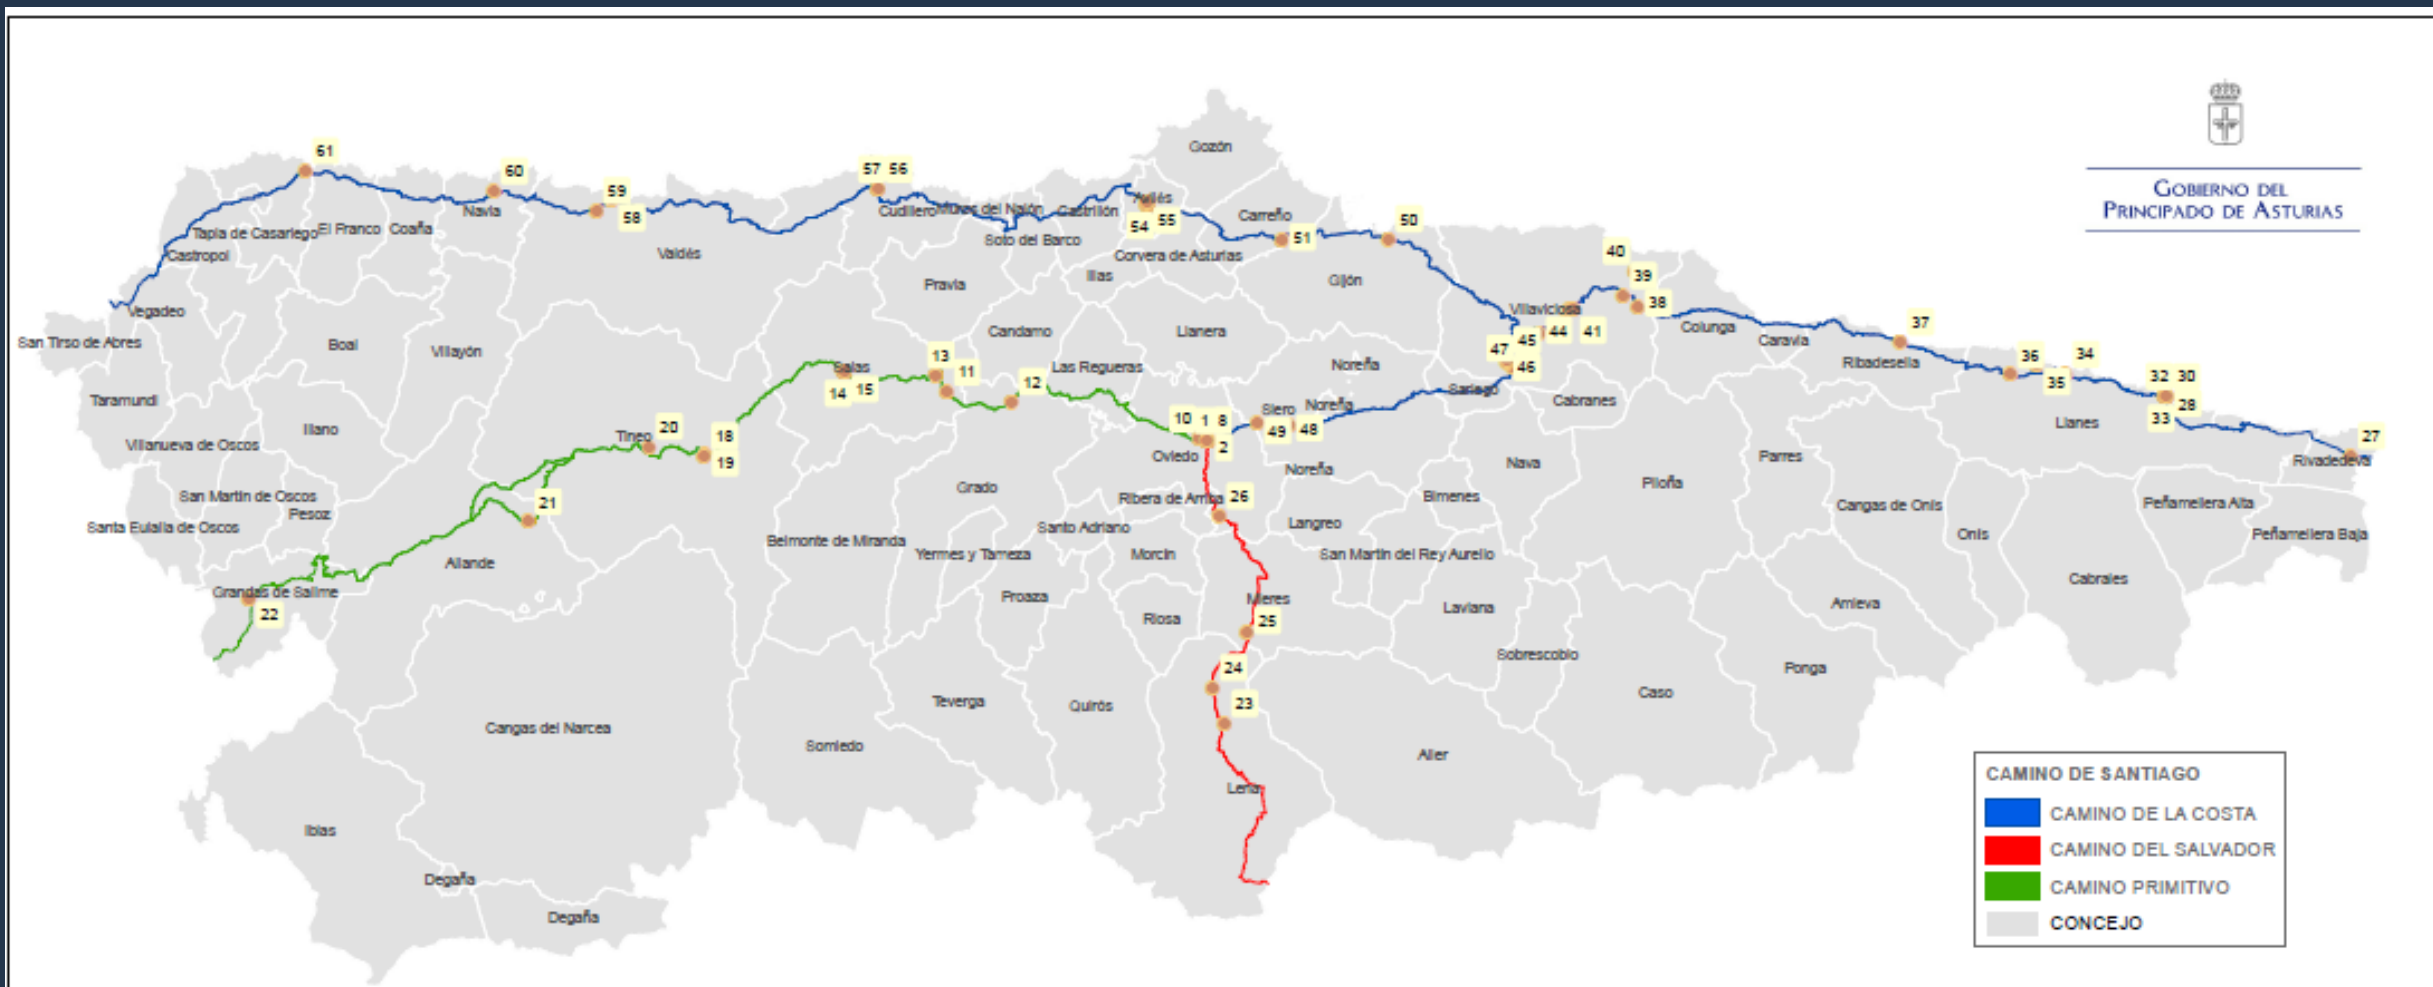 61
60
59
58
57 56
Gozón
GOBIERNO DEL
PRINCIPADO DE ASTURIAS
Navia
Tapia de Casariego
El Franco
Coaña
Castropol
Valdés
Cudillero
Muros del Nalón
Castrillón
Soto del Barco
Avilés
54
55
Carreño
51
50
Corvera de Asturias
Illas
Gijón
Pravia
40
39
38
Villaviciosa
Colunga
Vegadeo
San Tirso de Abres
Boal
Villayón
Candamo
Llanera
Las Regueras
Noreña
47
45
44
41
46
Sariego
Cabranes
Caravia
Ribadesella
37
36
35
34
32 30
28
33
Llanes
27
Rivadedeva
Taramundi
Villanueva de Oscos
Illano
Tineo
20
18
19
Salas
14
15
13
11
12
10
1 8
2
Siero
Noreña
49
48
Oviedo
Noreña
Nava
Piloña
Parres
Cangas de Onís
Onís
Peñamellera Alta
Peñamellera Baja
Cabrales
San Martín de Oscos
Pesoz
Santa Eulalia de Oscos
21
Allande
Grandas de Salime
22
Grado
Belmonte de Miranda
Yermes y Tameza
Santo Adriano
Ribera de Arriba
26
Langreo
Bimenes
San Martín del Rey Aurelio
Morcín
Proaza
Riosa
Mieres
25
Laviana
Sobrescobio
Amieva
Ponga
Caso
24
23
Teverga
Quirós
Cangas del Narcea
Somiedo
Aller
Lena
Ibias
Degaña
Degaña
CAMINO DE SANTIAGO
CAMINO DE LA COSTA
CAMINO DEL SALVADOR
CAMINO PRIMITIVO
CONCEJO